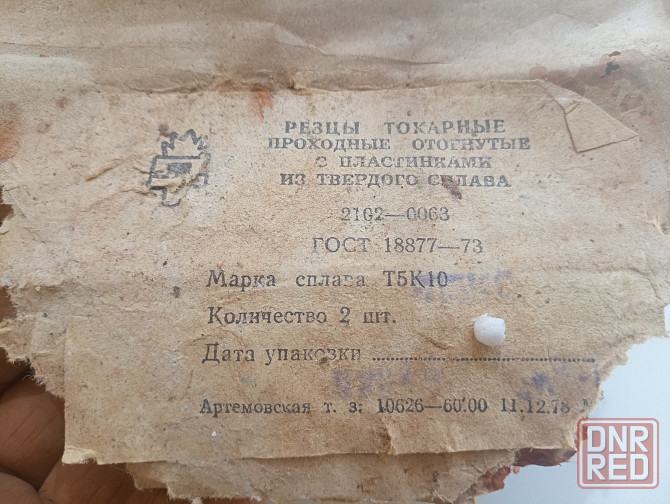 РЕЗЦЫ ТОКАРНЫЕ
ПРОХОДНЫЕ ОТОГНУТЫЕ
С ПЛАСТИНКАМИ
ИЗ ТВЕРДОГО СПЛАВА
2102—0063
ГОСТ 18877—73
Марка сплава Т5К10
Количество 2 шт.
Дата упаковки
Артемовская т. з: 10626—60.00 11.12.78
DNR
RED